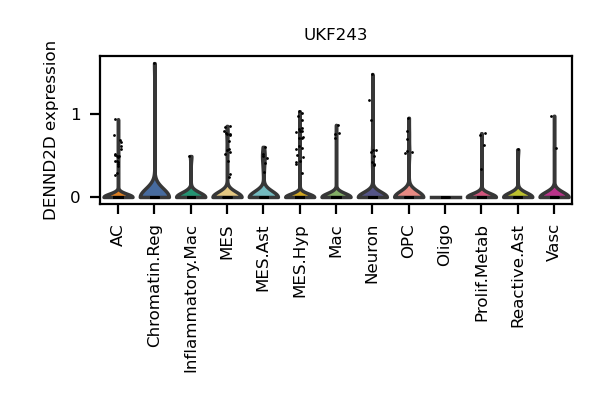 UKF243
DENND2D expression
1
0
AC
Chromatin.Reg
Inflammatory.Mac
MES
MES.Ast
MES.Hyp
Mac
Neuron
OPC
Oligo
Prolif.Metab
Reactive.Ast
Vasc